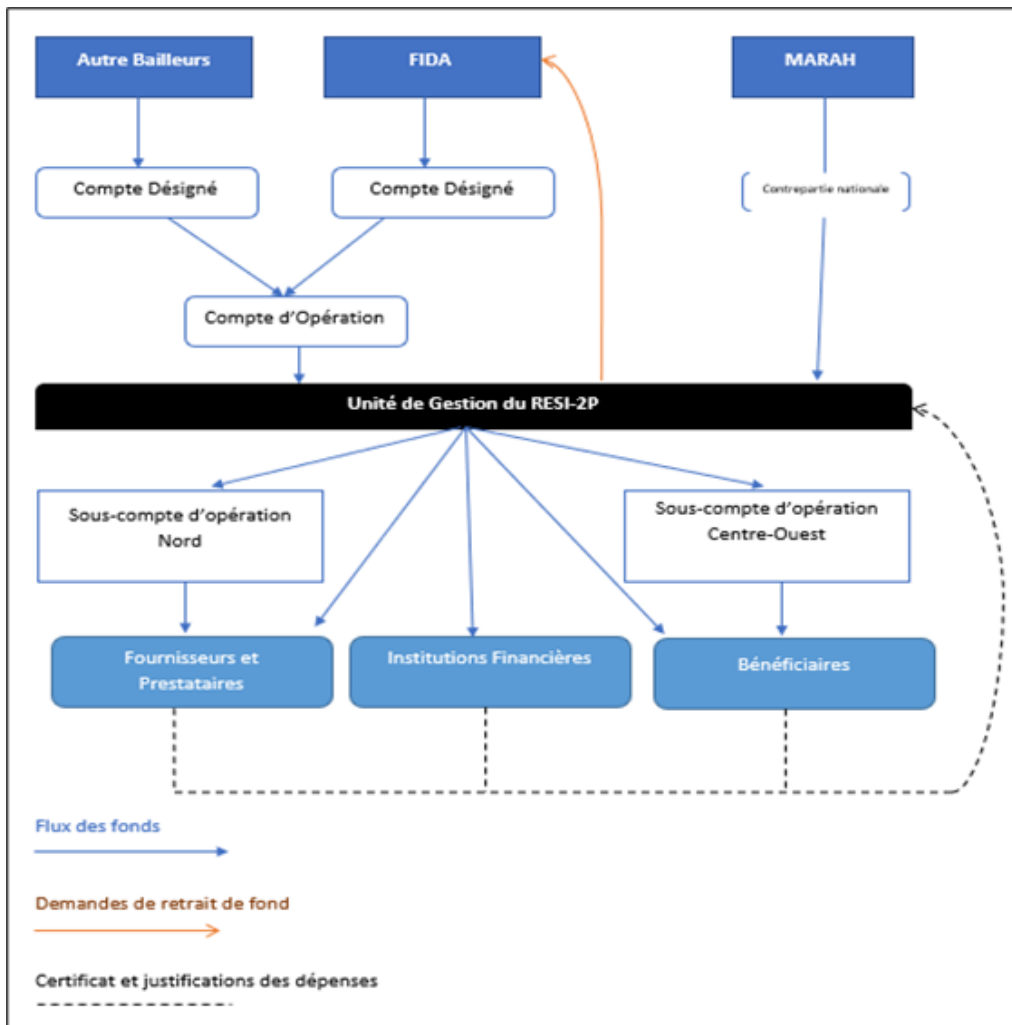 Autre Bailleurs
FIDA
MARAH
Compte Désigné
Compte Désigné
Contrepartie nationale
Compte d'Opération
Unité de Gestion du RESI-2P
Sous-compte d'opération
Nord
Sous-compte d'opération
Centre-Ouest
Fournisseurs et
Prestataires
Institutions Financières
Bénéficiaires
Flux des fonds
Demandes de retrait de fond
Certificat et justifications des dépenses